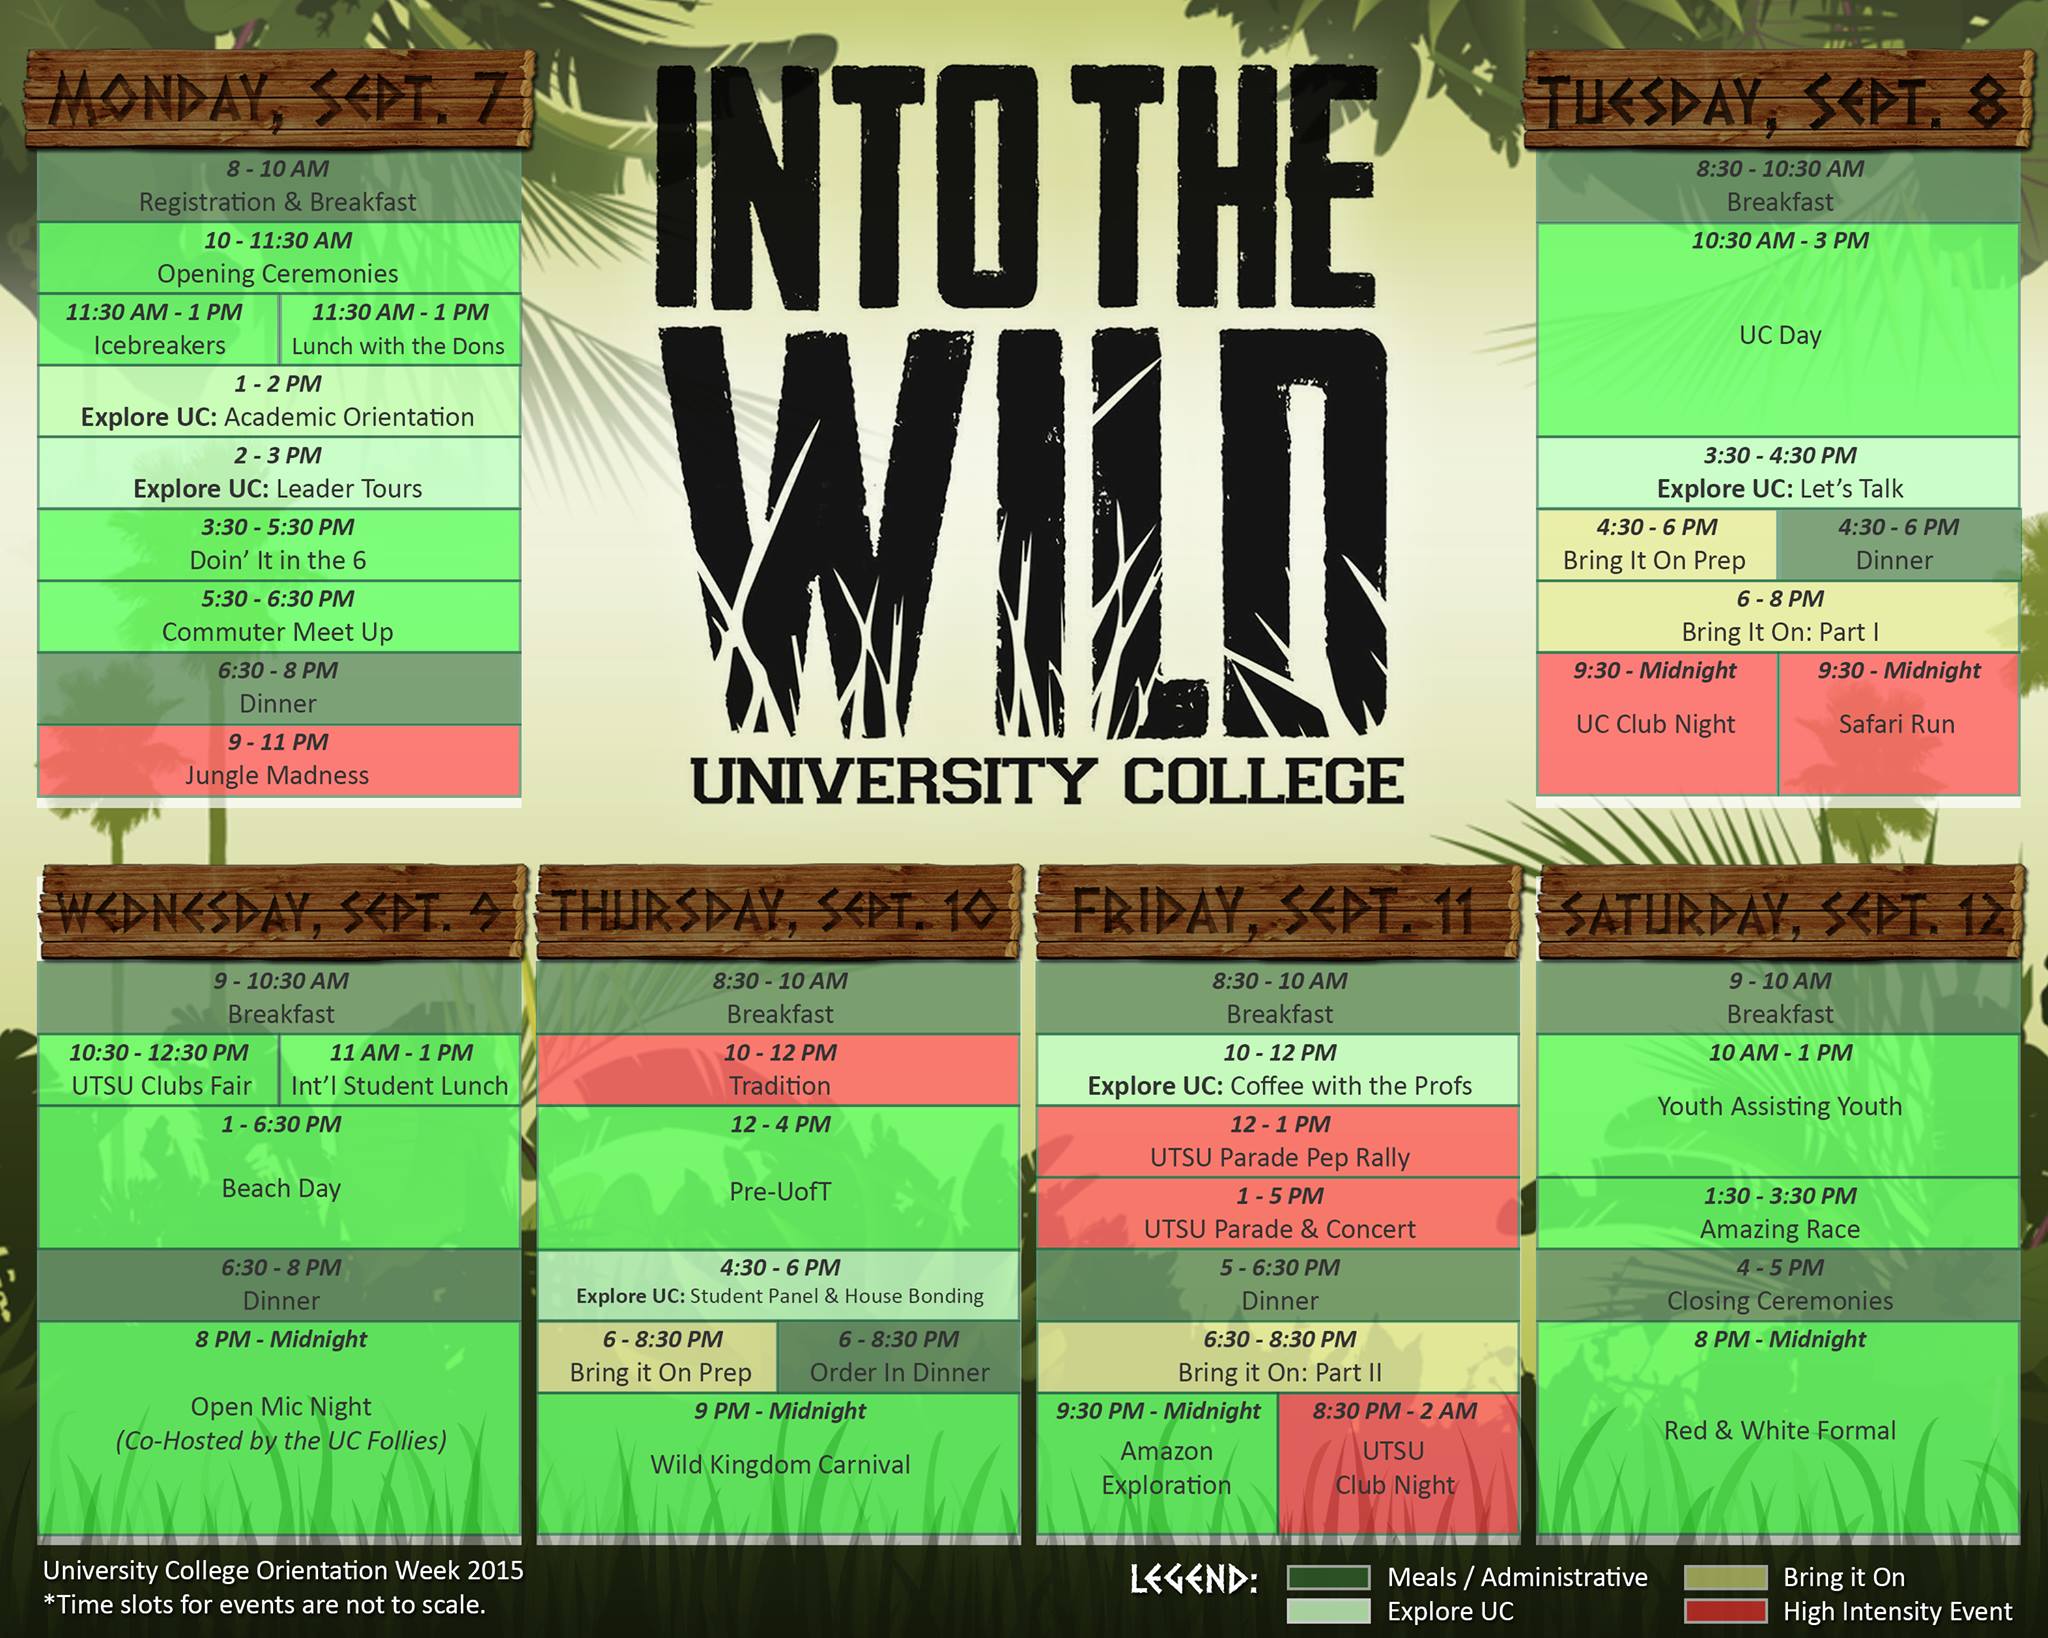 MONDAY, SEPT. 7
8 - 10 AM
Registration & Breakfast
10 - 11:30 AM
Opening Ceremonies
11:30 AM - 1 PM
Icebreakers
11:30 AM - 1 PM
Lunch with the Dons
1 - 2 PM
Explore UC: Academic Orientation
2 - 3 PM
Explore UC: Leader Tours
3:30 - 5:30 PM
Doin’ It in the 6
5:30 - 6:30 PM
Commuter Meet Up
6:30 - 8 PM
Dinner
9 - 11 PM
Jungle Madness
INTO THE
WILD
UNIVERSITY COLLEGE
TUESDAY, SEPT. 8
8:30 - 10:30 AM
Breakfast
10:30 AM - 3 PM
UC Day
3:30 - 4:30 PM
Explore UC: Let’s Talk
4:30 - 6 PM
Bring It On Prep
4:30 - 6 PM
Dinner
6 - 8 PM
Bring It On: Part I
9:30 - Midnight
UC Club Night
9:30 - Midnight
Safari Run
WEDNESDAY, SEPT. 9
9 - 10:30 AM
Breakfast
10:30 - 12:30 PM
UTSU Clubs Fair
11 AM - 1 PM
Int’l Student Lunch
1 - 6:30 PM
Beach Day
6:30 - 8 PM
Dinner
8 PM - Midnight
Open Mic Night
(Co-Hosted by the UC Follies)
THURSDAY, SEPT. 10
8:30 - 10 AM
Breakfast
10 - 12 PM
Tradition
12 - 4 PM
Pre-UofT
4:30 - 6 PM
Explore UC: Student Panel & House Bonding
6 - 8:30 PM
Bring it On Prep
6 - 8:30 PM
Order In Dinner
9 PM - Midnight
Wild Kingdom Carnival
FRIDAY, SEPT. 11
8:30 - 10 AM
Breakfast
10 - 12 PM
Explore UC: Coffee with the Profs
12 - 1 PM
UTSU Parade Pep Rally
1 - 5 PM
UTSU Parade & Concert
5 - 6:30 PM
Dinner
6:30 - 8:30 PM
Bring it On: Part II
9:30 PM - Midnight
Amazon
Exploration
8:30 PM - 2 AM
UTSU
Club Night
SATURDAY, SEPT. 12
9 - 10 AM
Breakfast
10 AM - 1 PM
Youth Assisting Youth
1:30 - 3:30 PM
Amazing Race
4 - 5 PM
Closing Ceremonies
8 PM - Midnight
Red & White Formal
University College Orientation Week 2015
*Time slots for events are not to scale.
LEGEND:
Meals / Administrative
Explore UC
Bring it On
High Intensity Event